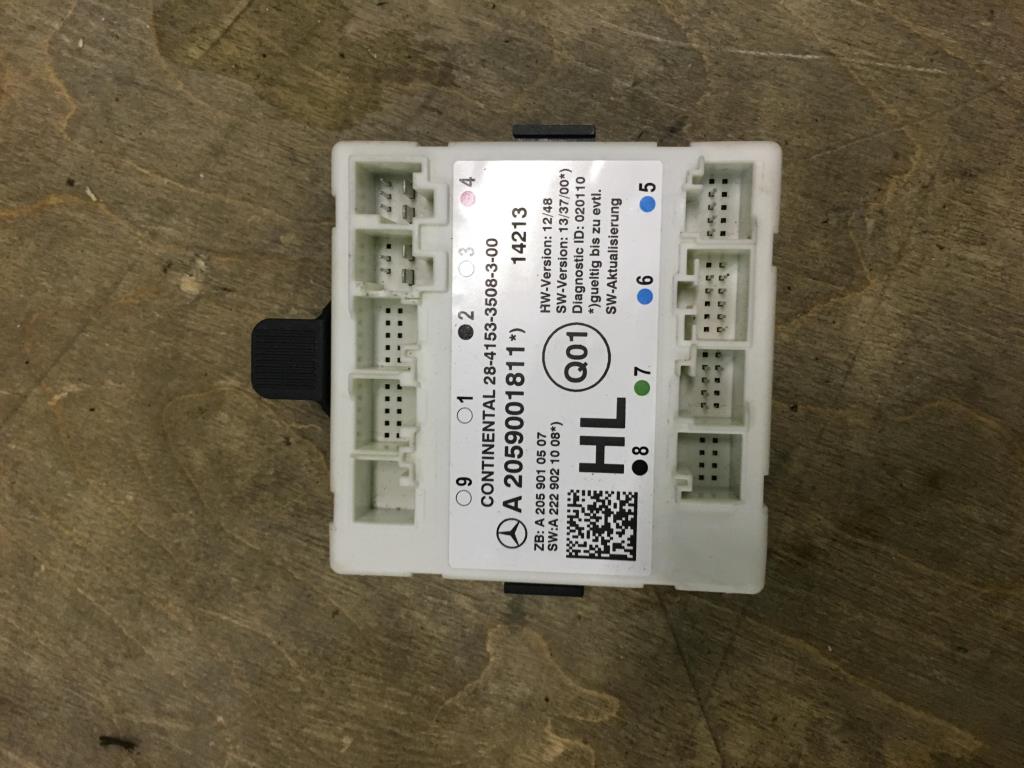 9 1 2 3 4
CONTINENTAL 28-4153-3508-3-00
A 2059001811*) 14213
ZB: A 205 901 05 07
SW:A 222 902 10 08*)
HL
Q01
HW-Version: 12/48
SW-Version: 13/37/00*)
Diagnostic ID: 020110
*)gueltig bis zu evtl.
SW-Aktualisierung
8 7 6 5